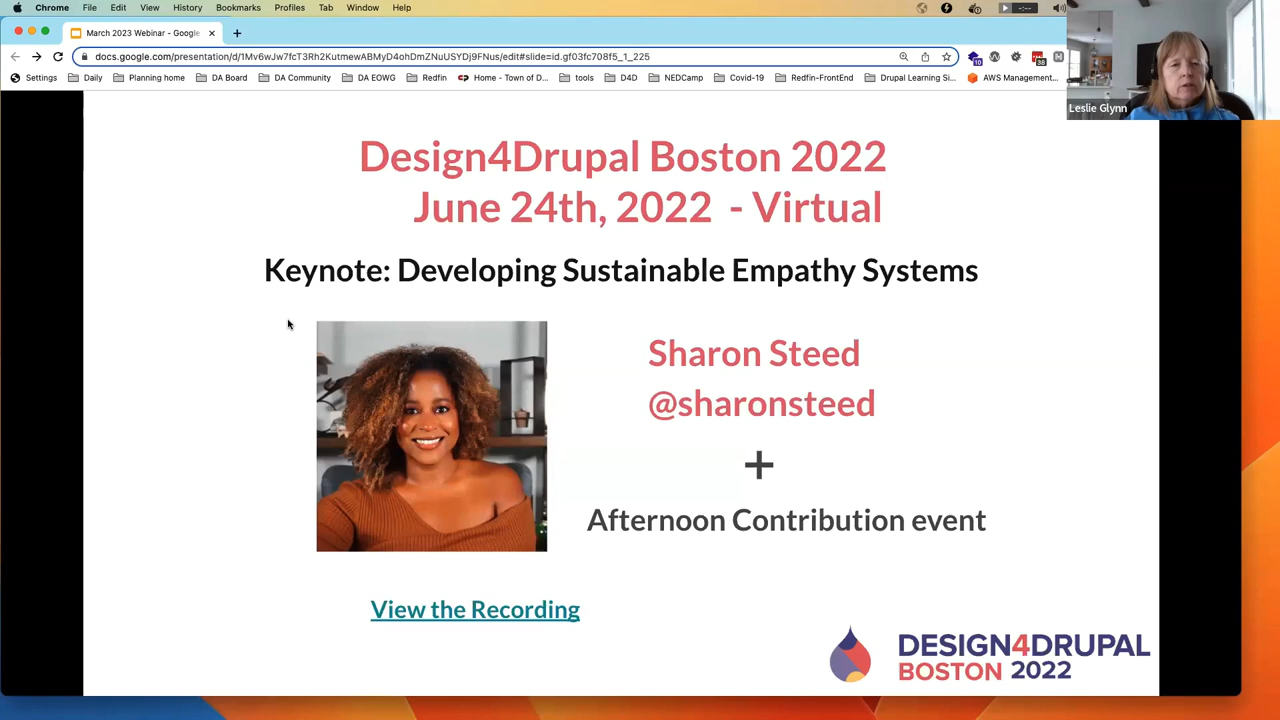 Chrome File Edit View History Bookmarks Profiles Tab Window Help
March 2023 Webinar - Google
docs.google.com/presentation/d/1Mv6wJw7fcT3Rh2KutmewABMyD4ohDmZNuUSYDj9FNus/edit#slide=id.gf03fc708f5_1_225
Settings Daily Planning home DA Board DA Community DA EOWG Redfin Home - Town of D... tools D4D NEDCamp Covid-19 Redfin-FrontEnd Drupal Learning Si... AWS Management...
Leslie Glynn
Design4Drupal Boston 2022
June 24th, 2022 - Virtual
Keynote: Developing Sustainable Empathy Systems
Sharon Steed
@sharonsteed
+
Afternoon Contribution event
View the Recording
DESIGN4DRUPAL
BOSTON 2022